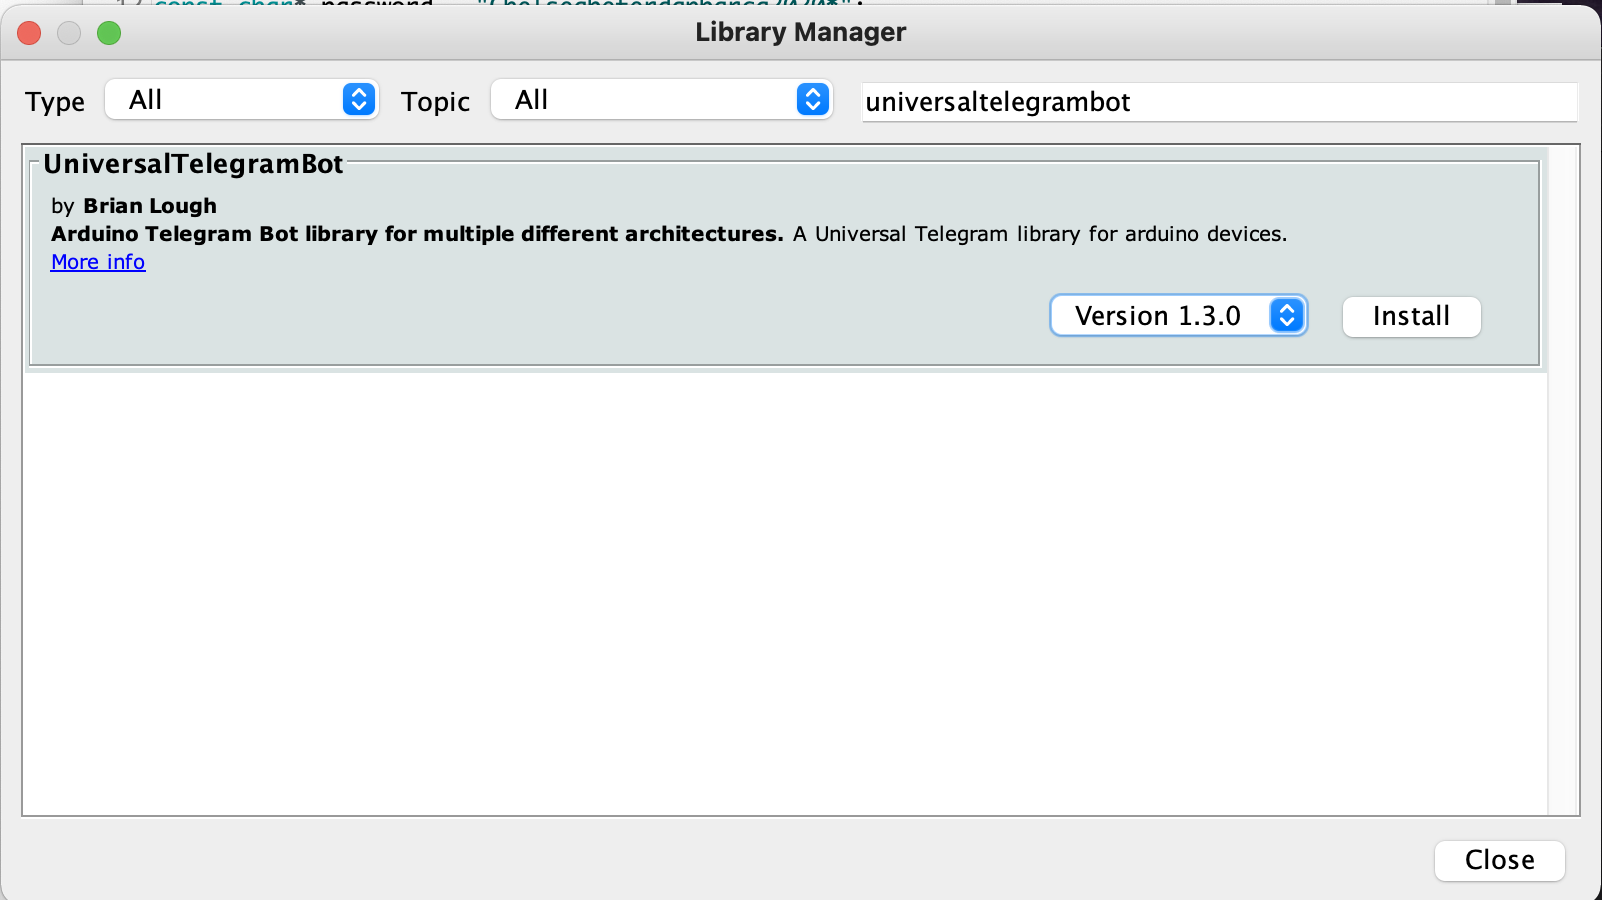 Library Manager
Type All Topic All universaltelegrambot
UniversalTelegramBot
by Brian Lough
Arduino Telegram Bot library for multiple different architectures. A Universal Telegram library for arduino devices.
More info
Version 1.3.0 Install
Close